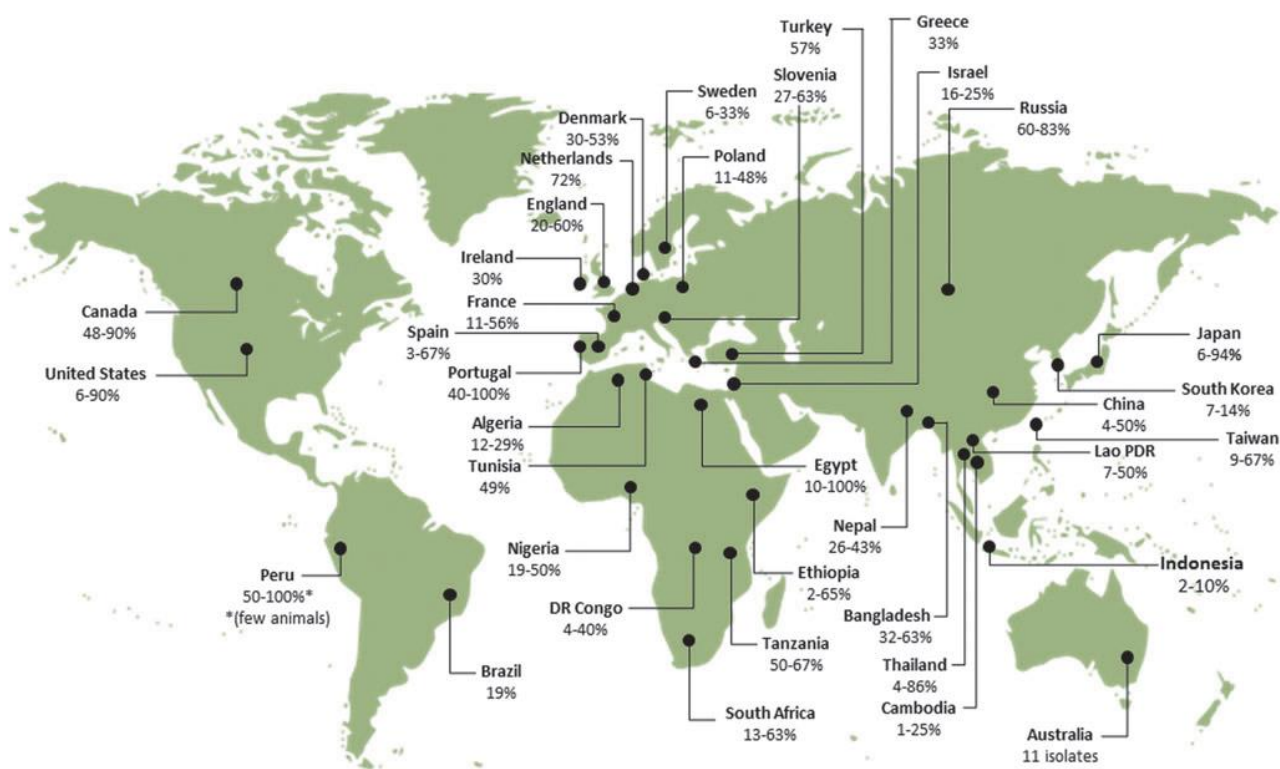 Turkey
57%
Greece
33%
Slovenia
27-63%
Israel
16-25%
Sweden
6-33%
Russia
60-83%
Denmark
30-53%
Netherlands
72%
Poland
11-48%
England
20-60%
Ireland
30%
France
11-56%
Spain
3-67%
Portugal
40-100%
Canada
48-90%
United States
6-90%
Japan
6-94%
South Korea
7-14%
China
4-50%
Taiwan
9-67%
Lao PDR
7-50%
Algeria
12-29%
Tunisia
49%
Egypt
10-100%
Nepal
26-43%
Nigeria
19-50%
Ethiopia
2-65%
Indonesia
2-10%
Peru
50-100%*
*(few animals)
DR Congo
4-40%
Bangladesh
32-63%
Tanzania
50-67%
Thailand
4-86%
Brazil
19%
Cambodia
1-25%
South Africa
13-63%
Australia
11 isolates